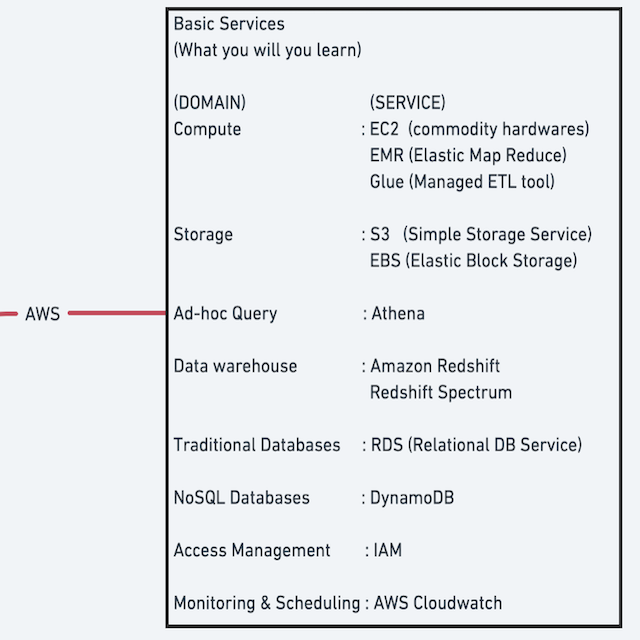 Basic Services
(What you will you learn)
(DOMAIN) (SERVICE)
Compute : EC2 (commodity hardwares)
EMR (Elastic Map Reduce)
Glue (Managed ETL tool)
Storage : S3 (Simple Storage Service)
EBS (Elastic Block Storage)
AWS
Ad-hoc Query : Athena
Data warehouse : Amazon Redshift
Redshift Spectrum
Traditional Databases : RDS (Relational DB Service)
NoSQL Databases : DynamoDB
Access Management : IAM
Monitoring & Scheduling : AWS Cloudwatch